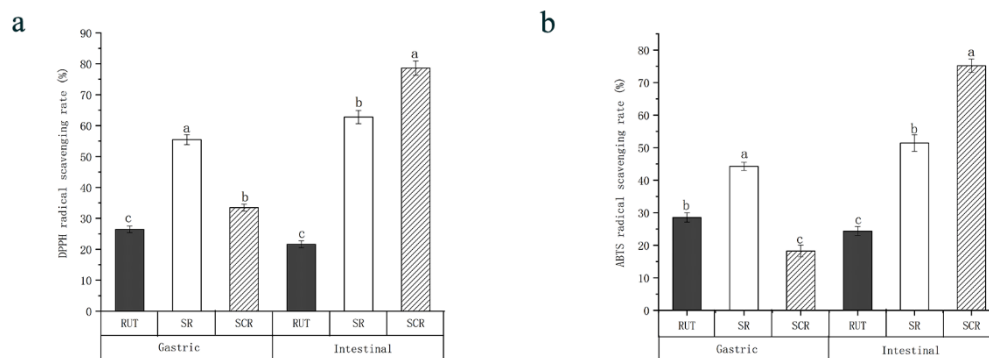 a
DPPH radical scavenging rate (%)
90
80
70
60
50
40
30
20
10
0
c
a
b
c
b
a
RUT SR SCR RUT SR SCR
Gastric Intestinal
b
ABTS radical scavenging rate (%)
80
70
60
50
40
30
20
10
0
b
a
c
c
b
a
RUT SR SCR RUT SR SCR
Gastric Intestinal